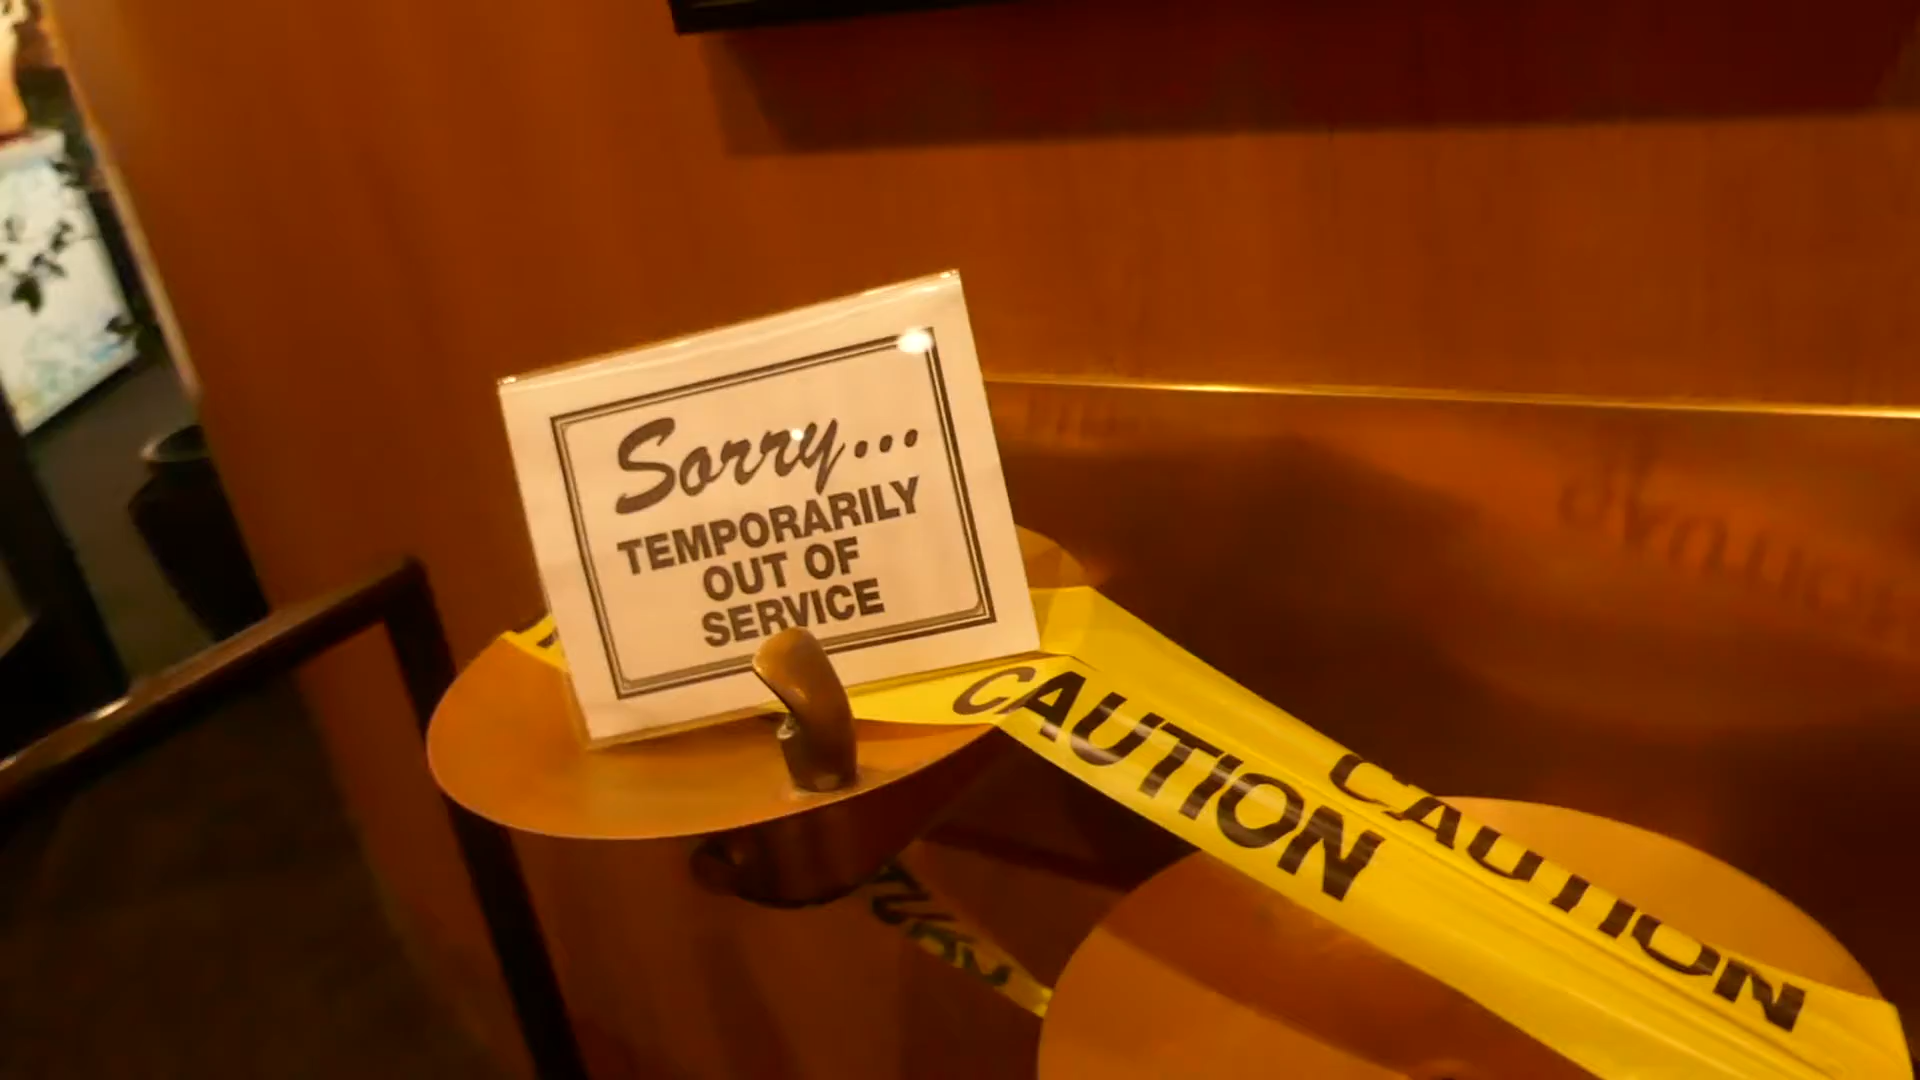 Sorry...
TEMPORARILY
OUT OF
SERVICE
CAUTION
CAUTION